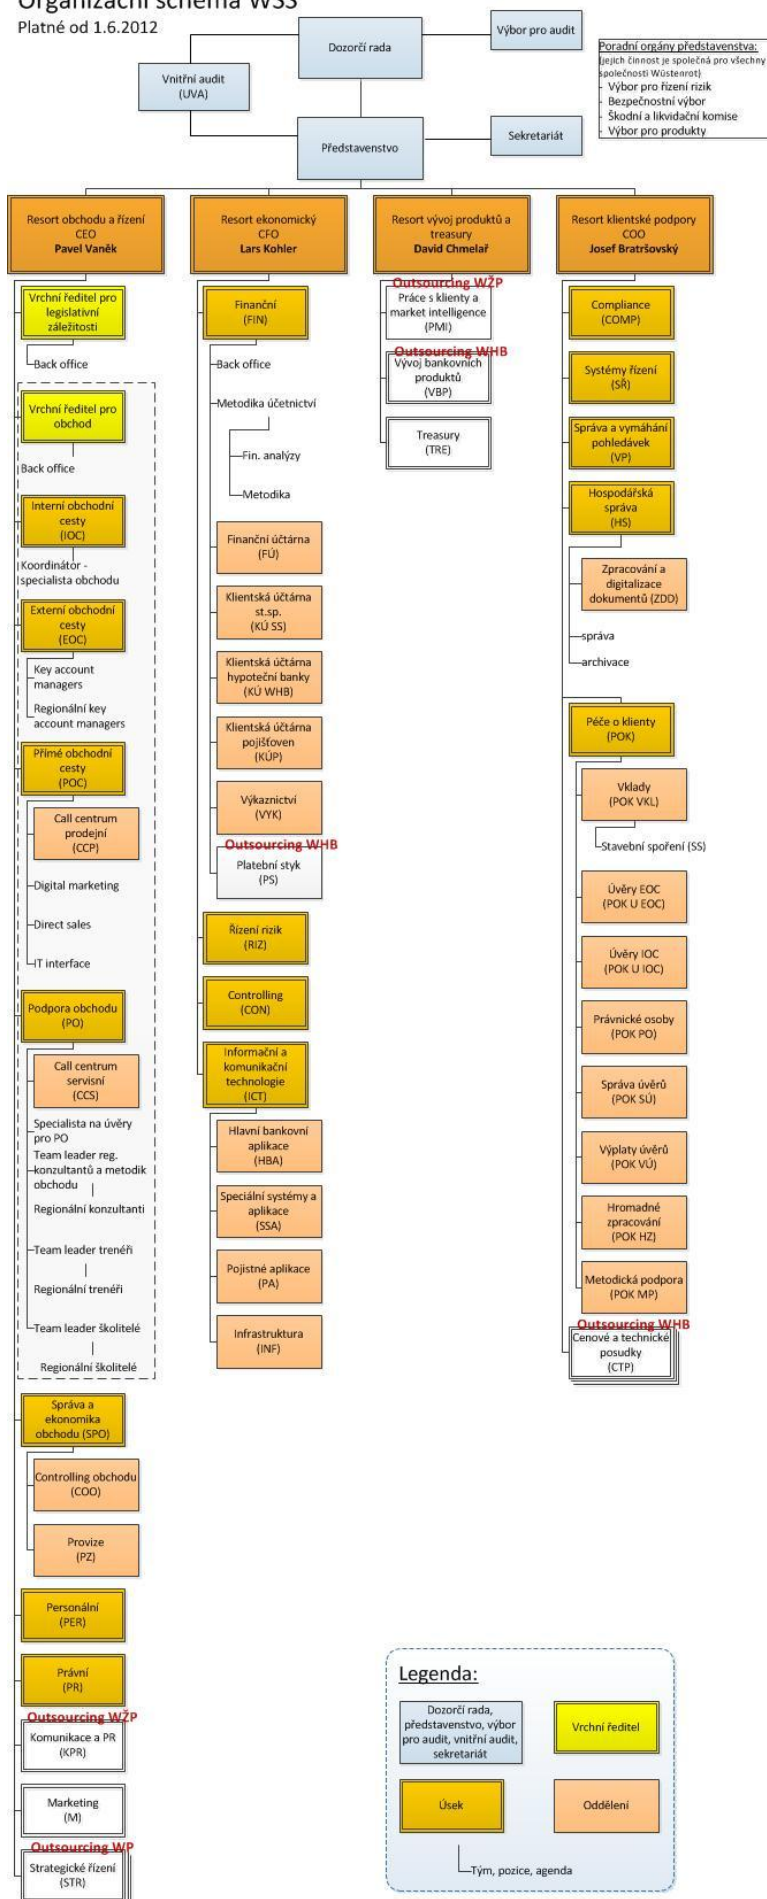 Organizační schéma WSS
Platné od 1.6.2012
Dozorčí rada
Výbor pro audit
Vnitřní audit
(UVA)
Představenstvo
Sekretariát
Poradní orgány představenstva:
(jejich činnost je společná pro všechny
společnosti Wüstenrot)
- Výbor pro řízení rizik
- Bezpečnostní výbor
- Škodní a likvidační komise
- Výbor pro produkty
Resort obchodu a řízení
CEO
Pavel Vaněk
Resort ekonomický
CFO
Lars Kohler
Resort vývoj produktů a
treasury
David Chmelař
Resort klientské podpory
COO
Josef Bratršovský
Vrchní ředitel pro
legislativní
záležitosti
Back office
Vrchní ředitel pro
obchod
Back office
Interní obchodní
cesty
(IOC)
Koordinátor -
specialista obchodu
Externí obchodní
cesty
(EOC)
Key account
managers
Regionální key
account managers
Přímé obchodní
cesty
(POC)
Call centrum
prodejní
(CCP)
Digital marketing
Direct sales
IT interface
Podpora obchodu
(PO)
Call centrum
servisní
(CCS)
Specialista na úvěry
pro PO
Team leader reg.
konzultantů a metodik
obchodu
Regionální konzultanti
Team leader trenéři
Regionální trenéři
Team leader školitelé
Regionální školitelé
Správa a
ekonomika
obchodu (SPO)
Controlling obchodu
(COO)
Provize
(PZ)
Personální
(PER)
Právní
(PR)
Outsourcing WŽP
Komunikace a PR
(KPR)
Marketing
(M)
Outsourcing WP
Strategické řízení
(STR)
Finanční
(FIN)
Back office
Metodika účetnictví
Fin. analýzy
Metodika
Finanční účtárna
(FÚ)
Klientská účtárna
st.sp.
(KÚ SS)
Klientská účtárna
hypoteční banky
(KÚ WHB)
Klientská účtárna
pojišťoven
(KÚP)
Výkaznictví
(VYK)
Outsourcing WHB
Platební styk
(PS)
Řízení rizik
(RIZ)
Controlling
(CON)
Informační a
komunikační
technologie
(ICT)
Hlavní bankovní
aplikace
(HBA)
Speciální systémy a
aplikace
(SSA)
Pojistné aplikace
(PA)
Infrastruktura
(INF)
Outsourcing WŽP
Práce s klienty a
market intelligence
(PMI)
Outsourcing WHB
Vývoj bankovních
produktů
(VBP)
Treasury
(TRE)
Compliance
(COMP)
Systémy řízení
(SŘ)
Správa a vymáhání
pohledávek
(VP)
Hospodářská
správa
(HS)
Zpracování a
digitalizace
dokumentů (ZDD)
správa
archivace
Péče o klienty
(POK)
Vklady
(POK VKL)
Stavební spoření (SS)
Úvěry EOC
(POK U EOC)
Úvěry IOC
(POK U IOC)
Právnické osoby
(POK PO)
Správa úvěrů
(POK SÚ)
Výplaty úvěrů
(POK VÚ)
Hromadné
zpracování
(POK HZ)
Metodická podpora
(POK MP)
Outsourcing WHB
Cenové a technické
posudky
(CTP)
Legenda:
Dozorčí rada,
představenstvo, výbor
pro audit, vnitřní audit,
sekretariát
Vrchní ředitel
Úsek
Oddělení
Tým, pozice, agenda